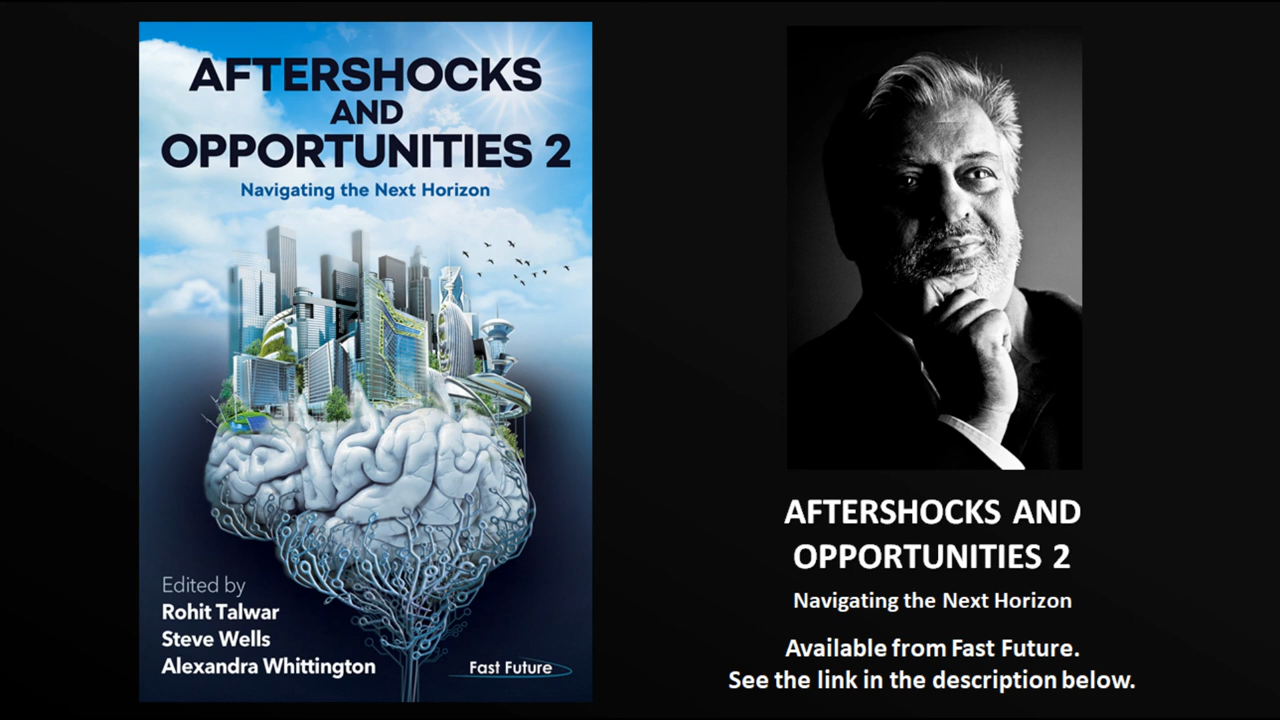 AFTERSHOCKS
AND
OPPORTUNITIES 2
Navigating the Next Horizon
Edited by
Rohit Talwar
Steve Wells
Alexandra Whittington
Fast Future
AFTERSHOCKS AND
OPPORTUNITIES 2
Navigating the Next Horizon
Available from Fast Future.
See the link in the description below.